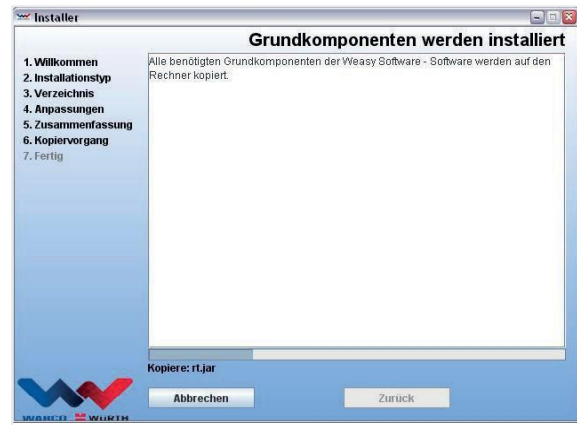 Installer
Grundkomponenten werden installiert
1. Willkommen
2. Installationstyp
3. Verzeichnis
4. Anpassungen
5. Zusammenfassung
6. Kopiervorgang
7. Fertig
Alle benötigten Grundkomponenten der Weasy Software - Software werden auf den
Rechner kopiert.
Kopiere: rt.jar
Abbrechen
Zurück
WABCO WÜRTH